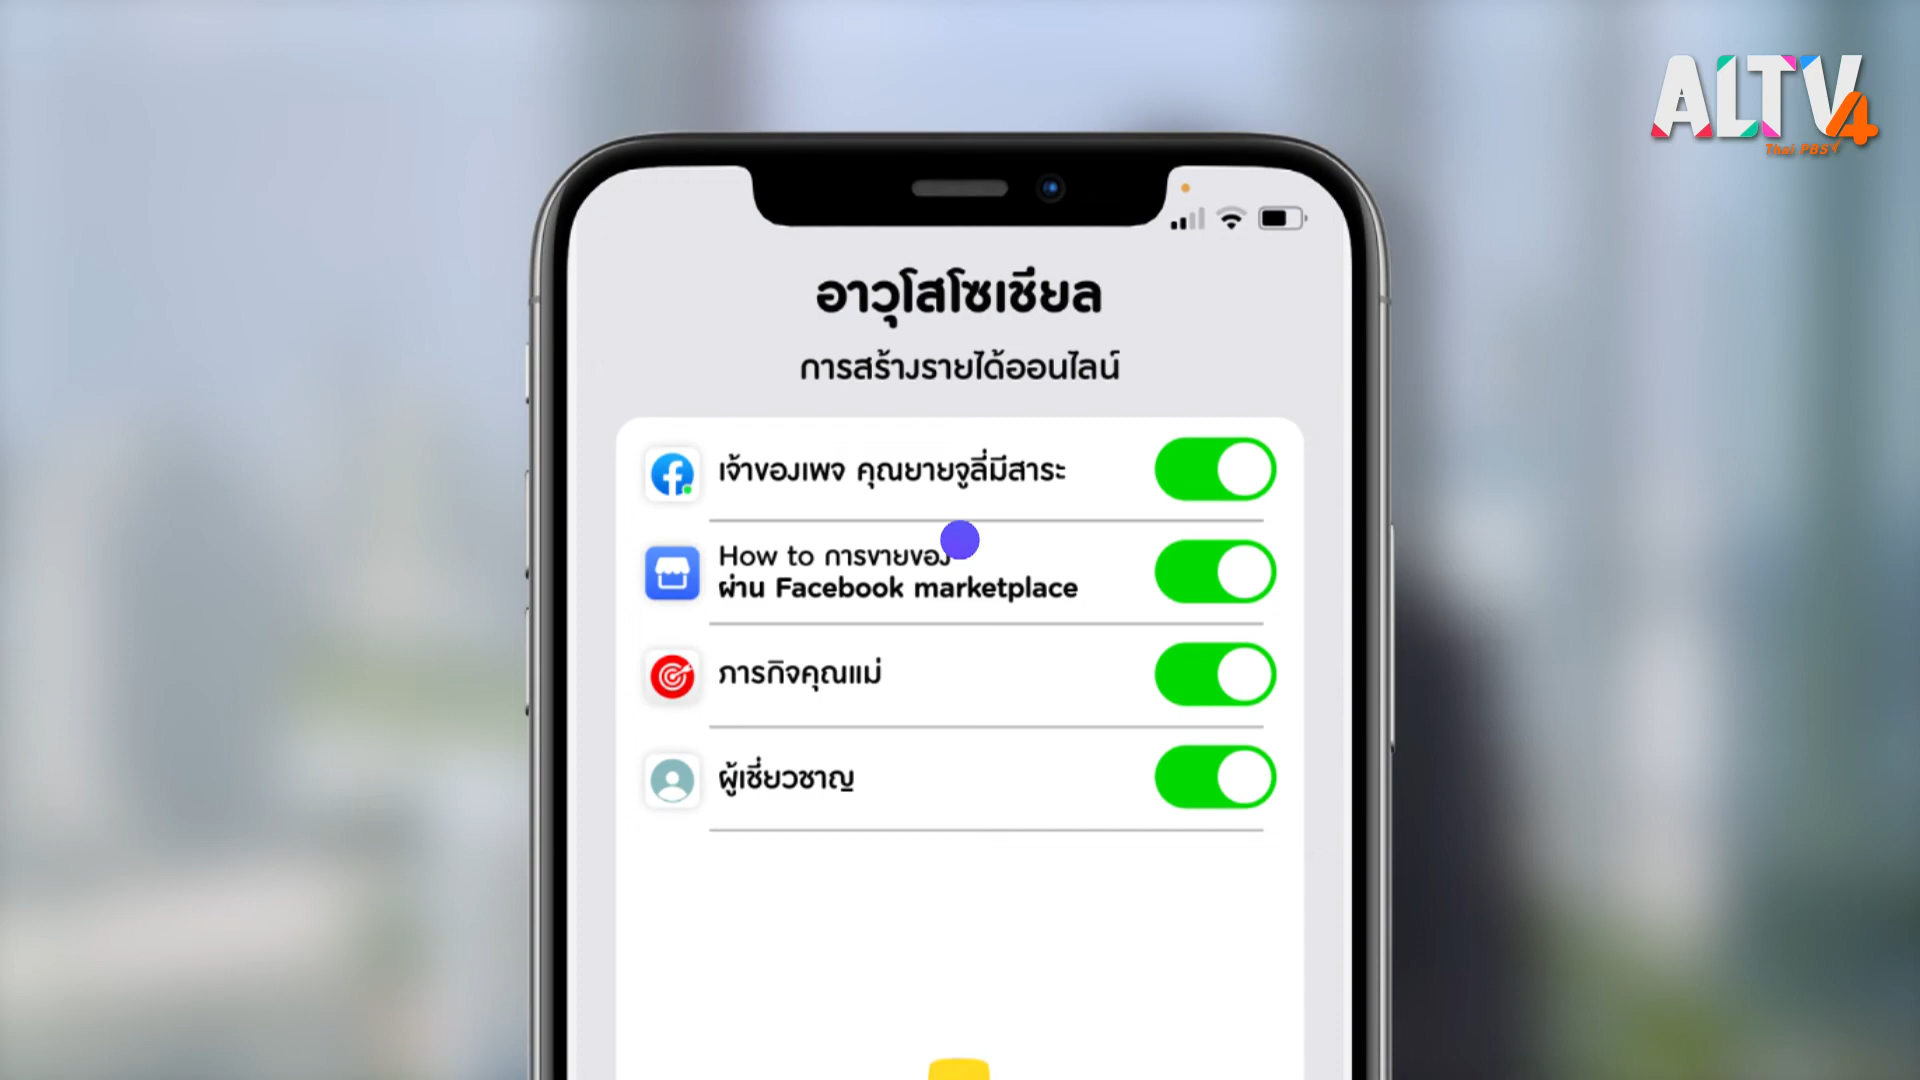 ALTV4
Thai PBS
อาวุโสโซเชียล
การสร้างรายได้ออนไลน์
เจ้าของเพจ คุณยายจูลี่มีสาระ
How to การขายของ
ผ่าน Facebook marketplace
ภารกิจคุณแม่
ผู้เชี่ยวชาญ